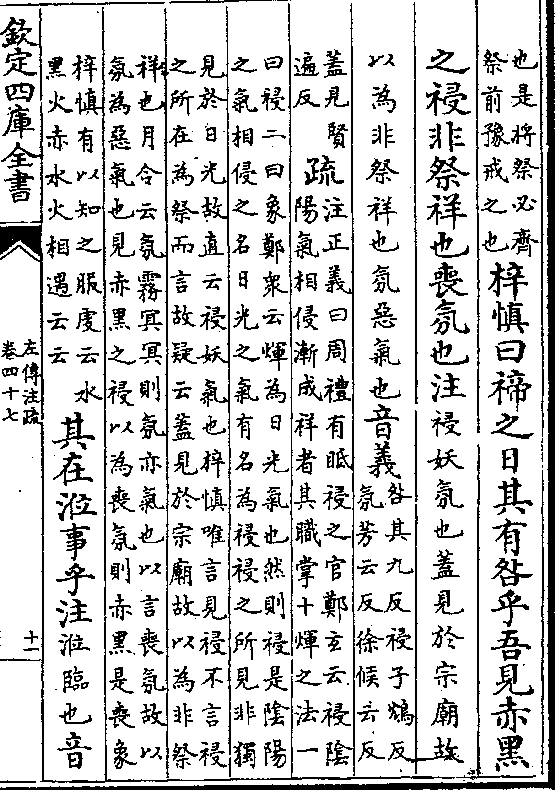 也是將祭必齊
祭前豫戒之也
梓慎曰禘之日其有咎乎吾見赤黑
之祲非祭祥也喪氛也注祲妖氛也蓋見於宗廟故
以為非祭祥也氛惡氣也音義
咎其九反祲子鴆反
氛芳云反徐候云反
蓋見賢
遍反
疏
注正義曰周禮有眡祲之官鄭玄云祲陰
陽氣相侵漸成祥者其職掌十煇之法一
曰祲二曰象鄭衆云煇為日光氣也然則祲是陰陽
之氣相侵之名日光之氣有名為祲祲之所見非獨
見於日光故直云祲妖氣也梓慎唯言見祲不言祲
之所在為祭而言故疑云蓋見於宗廟故以為非祭
祥也月令云氛霧冥冥則氛亦氣也以言喪氛故以
氛為惡氣也見赤黑之祲以為喪氛則赤黑是喪象
梓慎有以知之服虔云水
黑火赤水火相遇云云
其在涖事乎注涖臨也音
欽定四庫全書
左傳注疏
卷四十七
十一